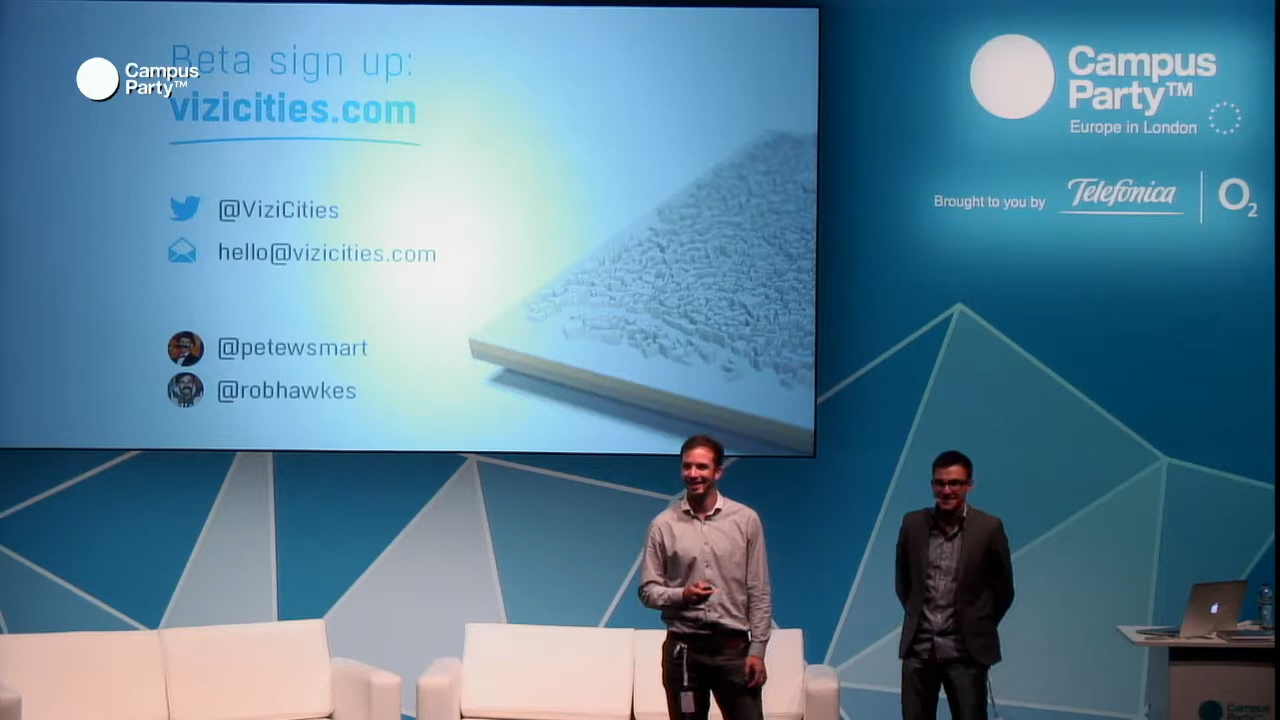 Beta sign up:
vizicities.com
@ViziCities
hello@vizicities.com
@petewsmart
@robhawkes
Campus
Party™
Campus
Party™
Europe in London
Brought to you by
Telefónica
O2
Campus